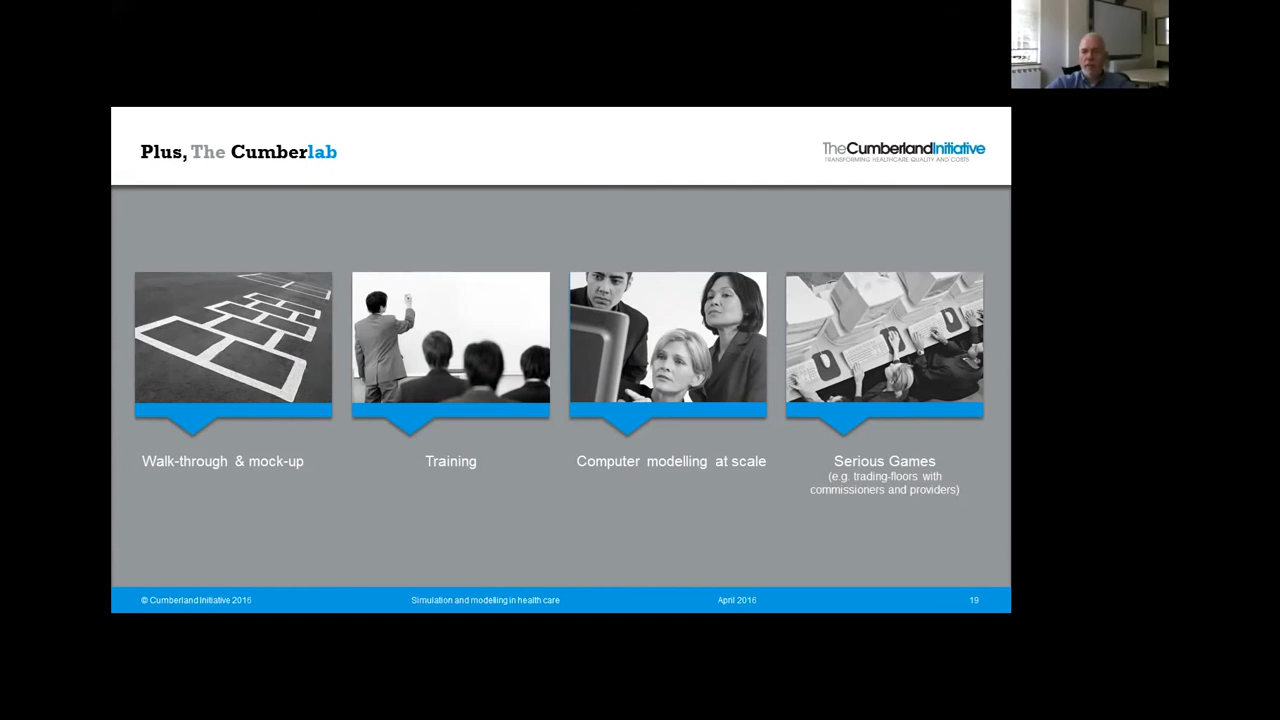 Plus, The Cumberlab
TheCumberlandInitiative
TRANSFORMING HEALTHCARE QUALITY AND COSTS
Walk-through & mock-up
Training
Computer modelling at scale
Serious Games
(e.g. trading-floors with
commissioners and providers)
© Cumberland Initiative 2016
Simulation and modelling in health care
April 2016
19